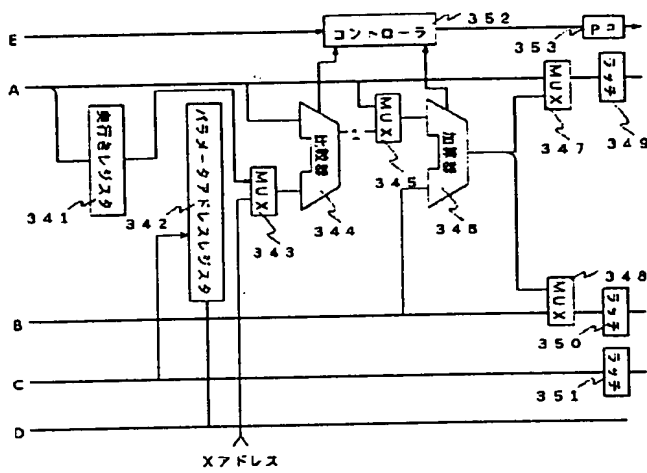 352
E
コントローラ
Pコ
353
A
実行さレジスタ
341
パラメータアドレスレジスタ
342
MUX
343
比較器
344
MUX
345
加算器
346
MUX
347
ラッチ
349
348
MUX
B
ラッチ
350
C
ラッチ
351
D
Xアドレス